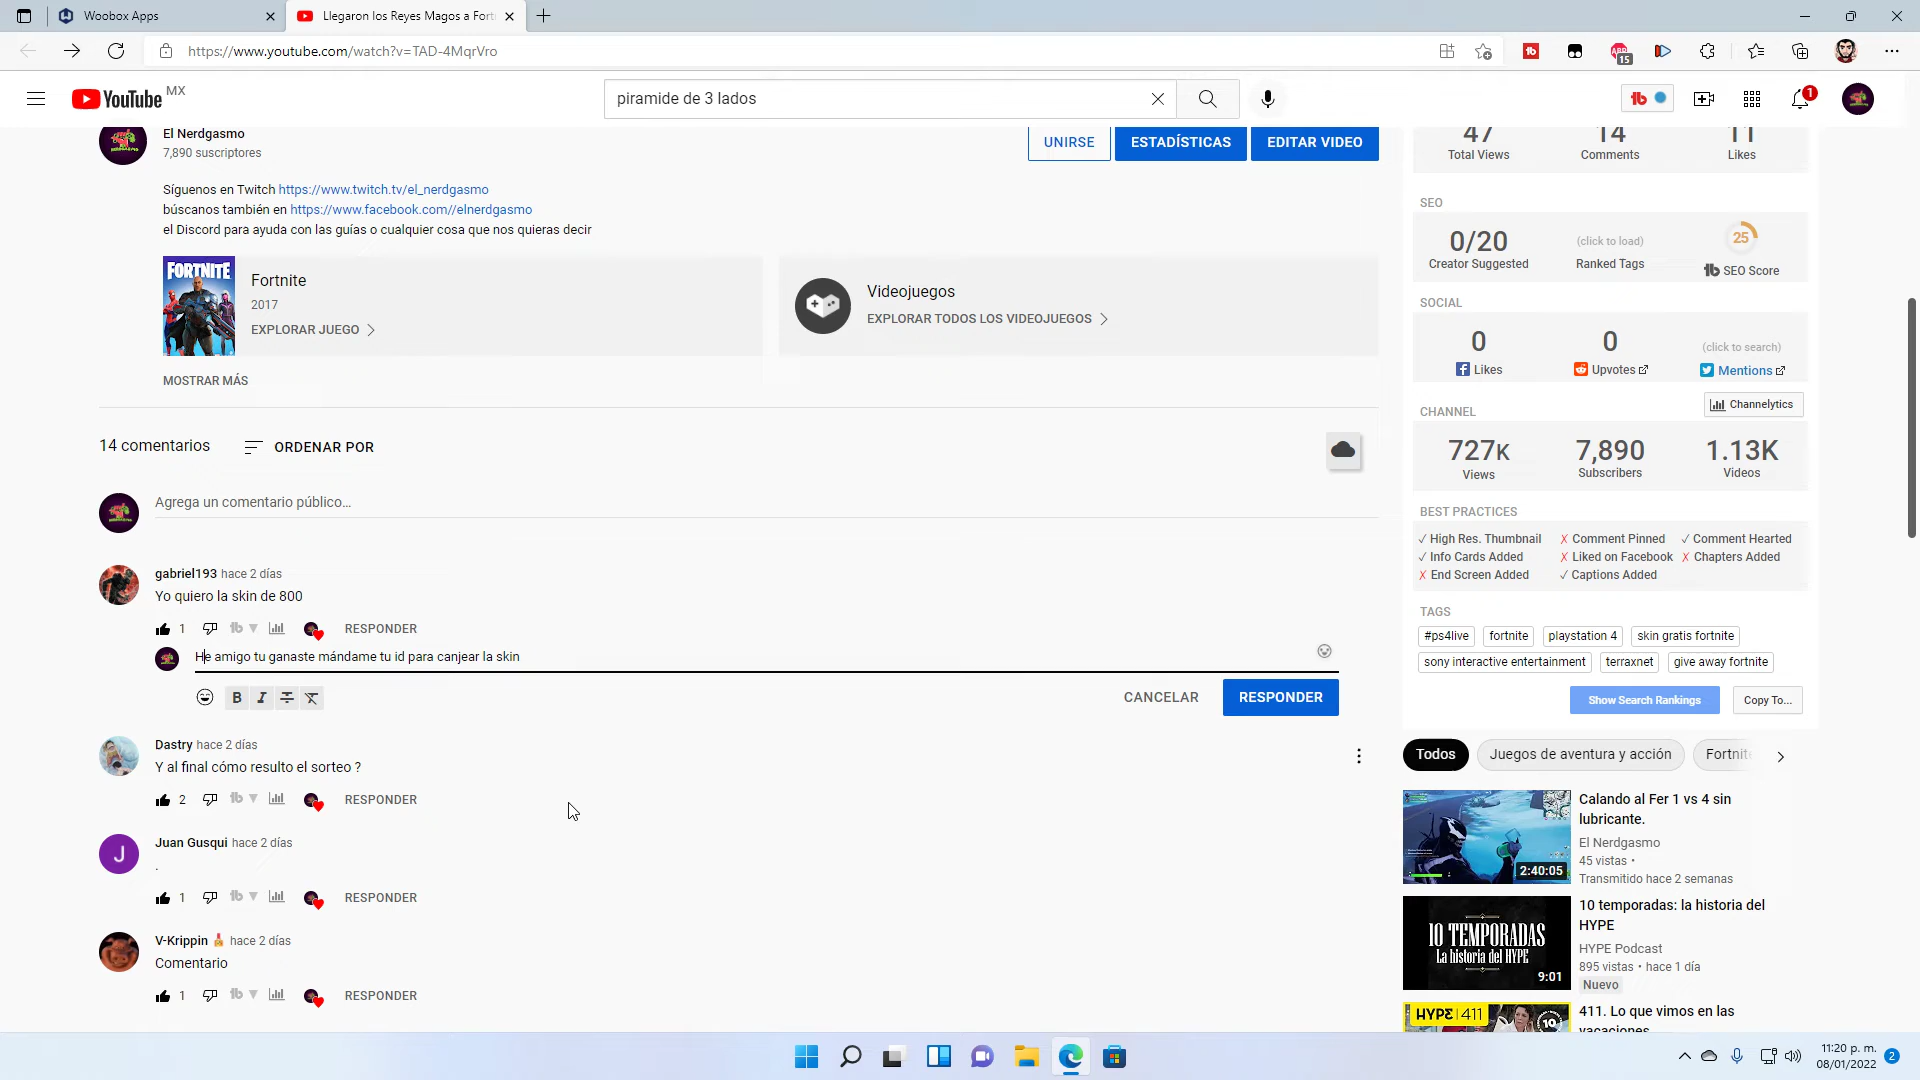 Woobox Apps
Llegaron los Reyes Magos a Fort
https://www.youtube.com/watch?v=TAD-4MqrVro
15
YouTube MX
piramide de 3 lados
tb
1
El Nerdgasmo
7,890 suscriptores
UNIRSE
ESTADÍSTICAS
EDITAR VIDEO
Síguenos en Twitch https://www.twitch.tv/el_nerdgasmo
búscanos también en https://www.facebook.com//elnerdgasmo
el Discord para ayuda con las guías o cualquier cosa que nos quieras decir
FORTNITE
Fortnite
2017
EXPLORAR JUEGO
Videojuegos
EXPLORAR TODOS LOS VIDEOJUEGOS
MOSTRAR MÁS
14 comentarios
ORDENAR POR
Agrega un comentario público...
gabriel193 hace 2 días
Yo quiero la skin de 800
1 tb RESPONDER
He amigo tu ganaste mándame tu id para canjear la skin
B I
CANCELAR
RESPONDER
Dastry hace 2 días
Y al final cómo resulto el sorteo ?
2 tb RESPONDER
J
Juan Gusqui hace 2 días
.
1 tb RESPONDER
V-Krippin hace 2 días
Comentario
1 tb RESPONDER
47 14 11
Total Views Comments Likes
SEO
0/20 (click to load) 25
Creator Suggested Ranked Tags tb SEO Score
SOCIAL
0 0 (click to search)
Likes Upvotes Mentions
CHANNEL
Channelytics
727K 7,890 1.13K
Views Subscribers Videos
BEST PRACTICES
✓ High Res. Thumbnail ✗ Comment Pinned ✓ Comment Hearted
✓ Info Cards Added ✗ Liked on Facebook ✗ Chapters Added
✗ End Screen Added ✓ Captions Added
TAGS
#ps4live fortnite playstation 4 skin gratis fortnite
sony interactive entertainment terraxnet give away fortnite
Show Search Rankings
Copy To...
Todos
Juegos de aventura y acción
Fortnite
2:40:05
Calando al Fer 1 vs 4 sin
lubricante.
El Nerdgasmo
45 vistas •
Transmitido hace 2 semanas
10 TEMPORADAS
La historia del HYPE
9:01
10 temporadas: la historia del
HYPE
HYPE Podcast
895 vistas • hace 1 día
Nuevo
HYPE | 411
10
411. Lo que vimos en las
vacaciones
11:20 p. m.
08/01/2022
2